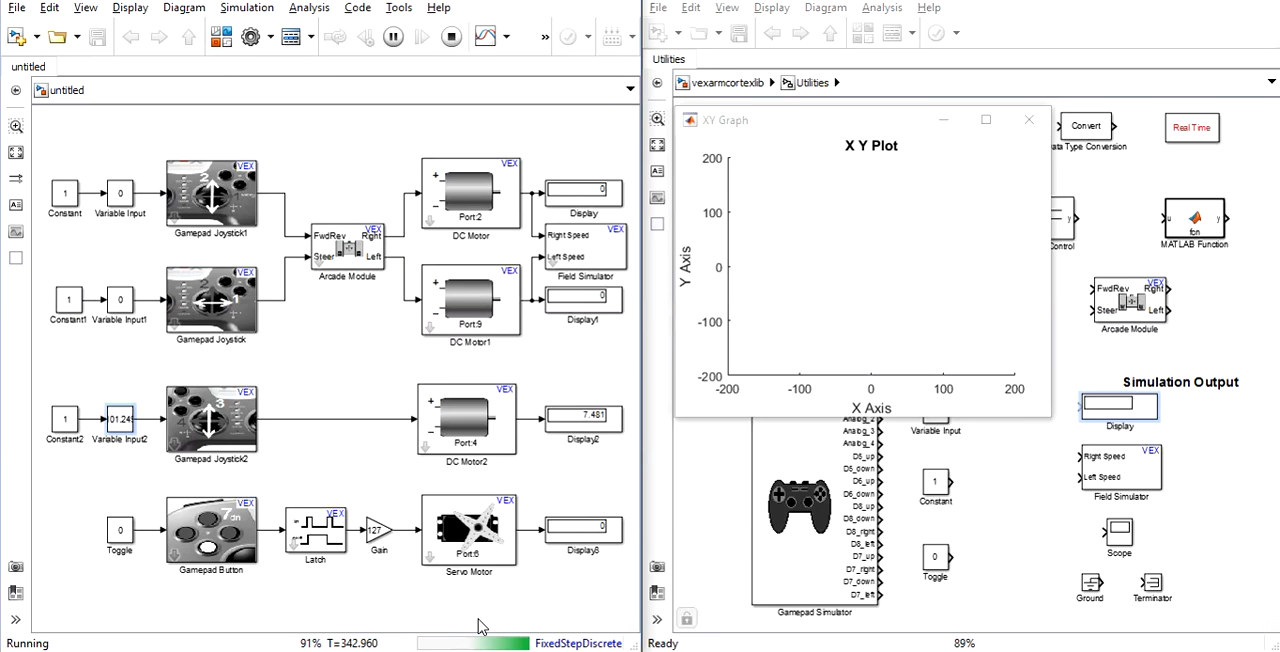 File Edit View Display Diagram Simulation Analysis Code Tools Help
untitled
untitled
1
Constant
0
Variable Input
VEX
2
Gamepad Joystick1
1
Constant1
0
Variable Input1
VEX
2
1
Gamepad Joystick
VEX
FwdRev
Right
Steer
Left
Arcade Module
VEX
Port:2
DC Motor
0
Display
VEX
Right Speed
Left Speed
Field Simulator
VEX
Port:9
DC Motor1
0
Display1
1
Constant2
01.24
Variable Input2
VEX
3
4
Gamepad Joystick2
VEX
Port:4
DC Motor2
7.481
Display2
0
Toggle
VEX
7 dn
Gamepad Button
VEX
Latch
127
Gain
VEX
Port:6
Servo Motor
0
Running
91% T=342.960
FixedStepDiscrete
File Edit View Display Diagram Analysis Help
Utilities
vexarmcortexlib
Utilities
XY Graph
X Y Plot
200
100
0
-100
-200
Y Axis
-200 -100 0 100 200
X Axis
Convert
ata Type Conversion
Real Time
y
Control
u
fcn
y
MATLAB Function
VEX
FwdRev
Right
Steer
Left
Arcade Module
Simulation Output
Display
Analog_2
Analog_3
Analog_4
D5_up
D5_down
D6_up
D6_down
D8_up
D8_down
D8_right
D8_left
D7_up
D7_right
D7_down
D7_left
Gamepad Simulator
Variable Input
1
Constant
0
Toggle
VEX
Right Speed
Left Speed
Field Simulator
Scope
Ground
Terminator
Ready
89%